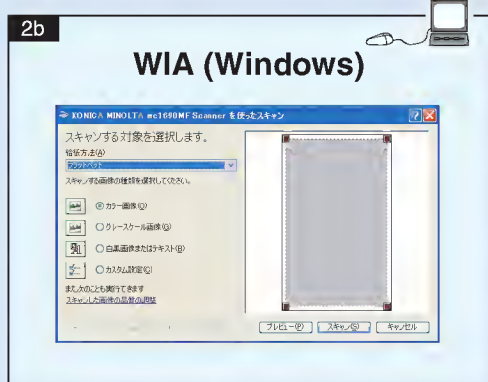 2b
WIA (Windows)
KONICA MINOLTA mc1690MF Scanner を使ったスキャン
スキャンする対象を選択します。
給紙方法(A)
フラットベット
スキャンする画像の種類を選択してください。
カラー画像(O)
グレースケール画像(G)
白黒画像またはテキスト(B)
カスタム設定(C)
また次のことも実行できます
スキャンした画像の品質の調整
プレビュー(P) スキャン(S) キャンセル